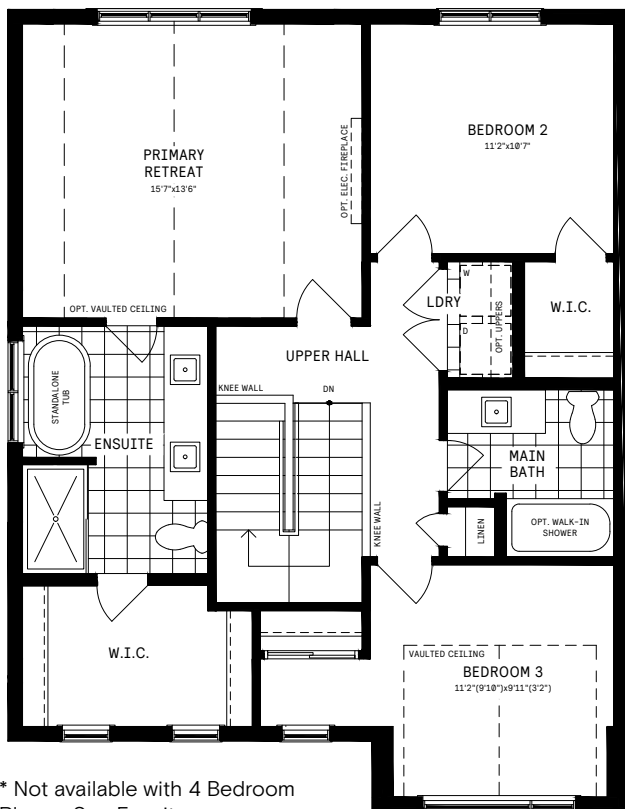 PRIMARY
RETREAT
15'7"x13'6"
OPT. ELEC. FIREPLACE
BEDROOM 2
11'2"x10'7"
OPT. VAULTED CEILING
W
LDRY
D
OPT. UPPERS
W.I.C.
UPPER HALL
KNEE WALL
DN
STANDALONE
TUB
ENSUITE
MAIN
BATH
KNEE WALL
LINEN
OPT. WALK-IN
SHOWER
W.I.C.
VAULTED CEILING
BEDROOM 3
11'2"(9'10")x9'11"(3'2")
* Not available with 4 Bedroom